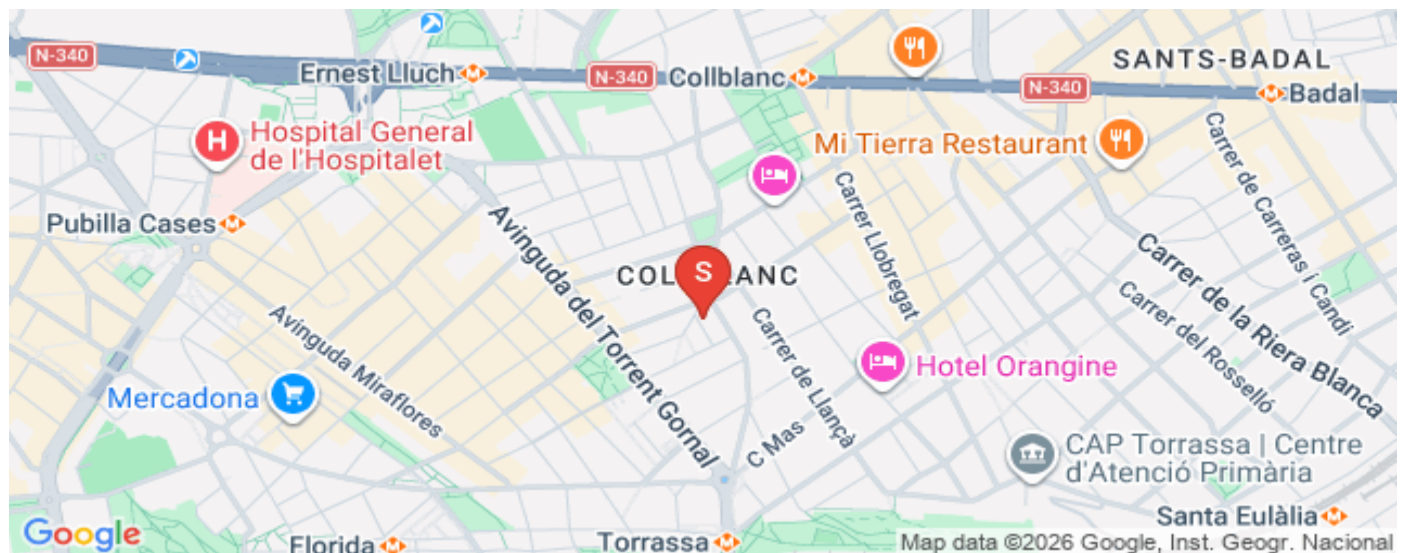 N-340
Ernest Lluch
N-340
Collblanc
SANTS-BADAL
N-340
Badal
H
Hospital General
de l'Hospitalet
Mi Tierra Restaurant
Carrer de Carreras i Candi
Pubilla Cases
Avinguda del Torrent Gornal
Carrer Llobregat
Carrer de la Riera Blanca
S
Carrer del Rosselló
Avinguda Miraflores
Carrer de Llançà
Hotel Orangine
Mercadona
C Mas
CAP Torrassa | Centre
d'Atenció Primària
Santa Eulàlia
Google
Florida
Torrassa
Map data ©2026 Google, Inst. Geogr. Nacional